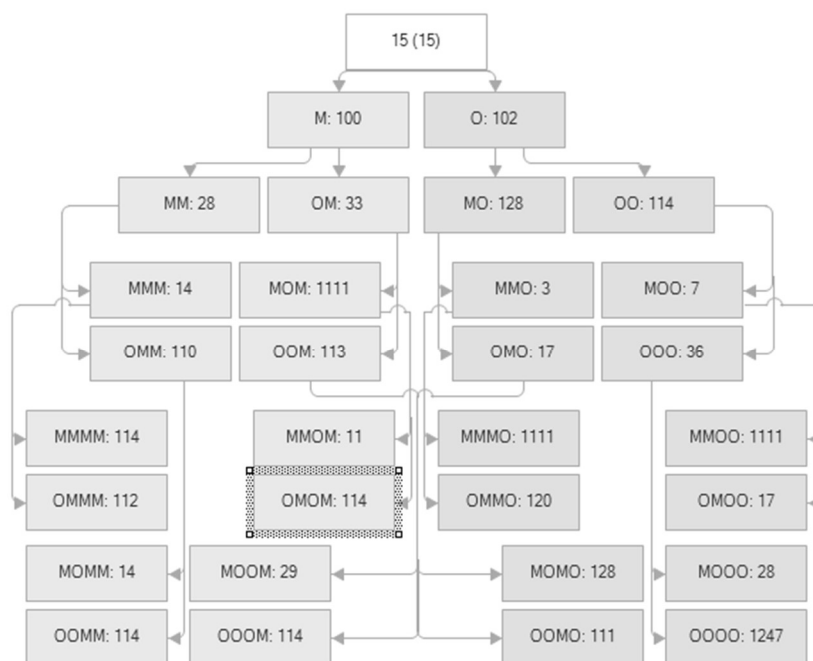 15 (15)
M: 100
O: 102
MM: 28
OM: 33
MO: 128
OO: 114
MMM: 14
MOM: 1111
MMO: 3
MOO: 7
OMM: 110
OOM: 113
OMO: 17
OOO: 36
MMMM: 114
MMOM: 11
MMMO: 1111
MMOO: 1111
OMMM: 112
OMOM: 114
OMMO: 120
OMOO: 17
MOMM: 14
MOOM: 29
MOMO: 128
MOOO: 28
OOMM: 114
OOOM: 114
OOMO: 111
OOOO: 1247